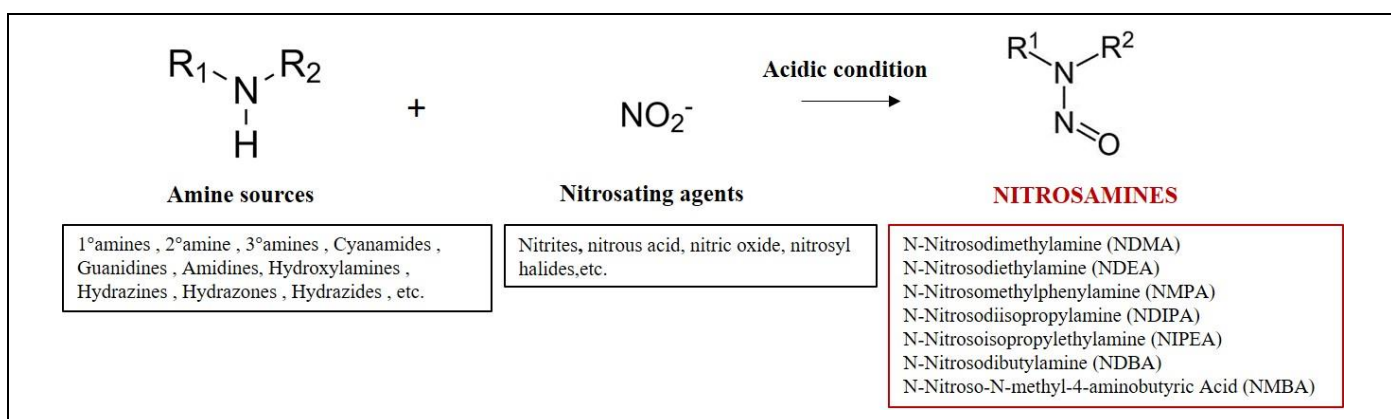 R1 N R2
H
+
NO2-
Acidic condition
R1 N R2
N O
Amine sources
Nitrosating agents
NITROSAMINES
1°amines , 2°amine , 3°amines , Cyanamides ,
Guanidines , Amidines, Hydroxylamines ,
Hydrazines , Hydrazones , Hydrazides , etc.
Nitrites, nitrous acid, nitric oxide, nitrosyl
halides,etc.
N-Nitrosodimethylamine (NDMA)
N-Nitrosodiethylamine (NDEA)
N-Nitrosomethylphenylamine (NMPA)
N-Nitrosodiisopropylamine (NDIPA)
N-Nitrosoisopropylethylamine (NIPEA)
N-Nitrosodibutylamine (NDBA)
N-Nitroso-N-methyl-4-aminobutyric Acid (NMBA)